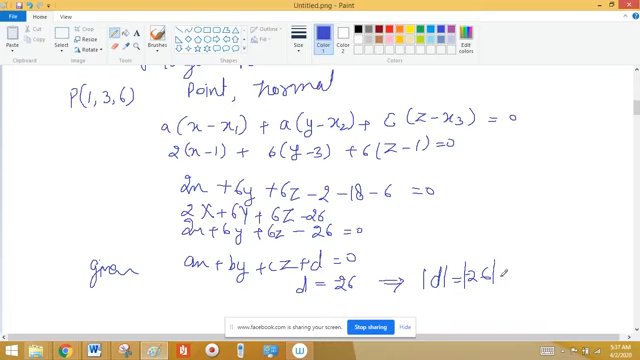 Untitled.png - Paint
Paste
Cut
Copy
Select
Crop
Resize
Rotate
Brushes
Outline
Fill
Size
Color 1
Color 2
Edit colors
Clipboard
Image
Tools
Shapes
Colors
P(1, 3, 6) Point, normal
a(x-x₁) + a(y-x₂) + c(z-x₃) = 0
2(x-1) + 6(y-3) + 6(z-1) = 0
2x + 6y + 6z - 2 - 18 - 6 = 0
2x + 6y + 6z - 26
2x + 6y + 6z - 26 = 0
given ax + by + cz + d = 0
d = 26 ⇒ |d| = |26|
www.facebook.com is sharing your screen.
Stop sharing
Hide
5:37 AM
4/2/2020